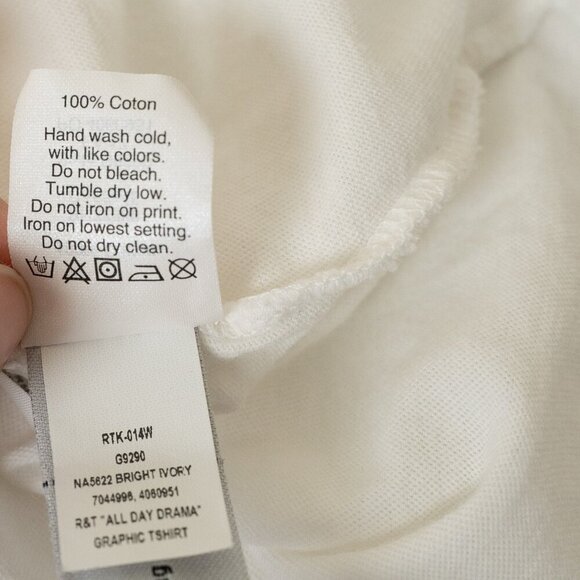 100% Coton
Hand wash cold,
with like colors.
Do not bleach.
Tumble dry low.
Do not iron on print.
Iron on lowest setting.
Do not dry clean.
RTK-014W
G9290
NA5622 BRIGHT IVORY
7044996, 4060951
R&T "ALL DAY DRAMA"
GRAPHIC TSHIRT